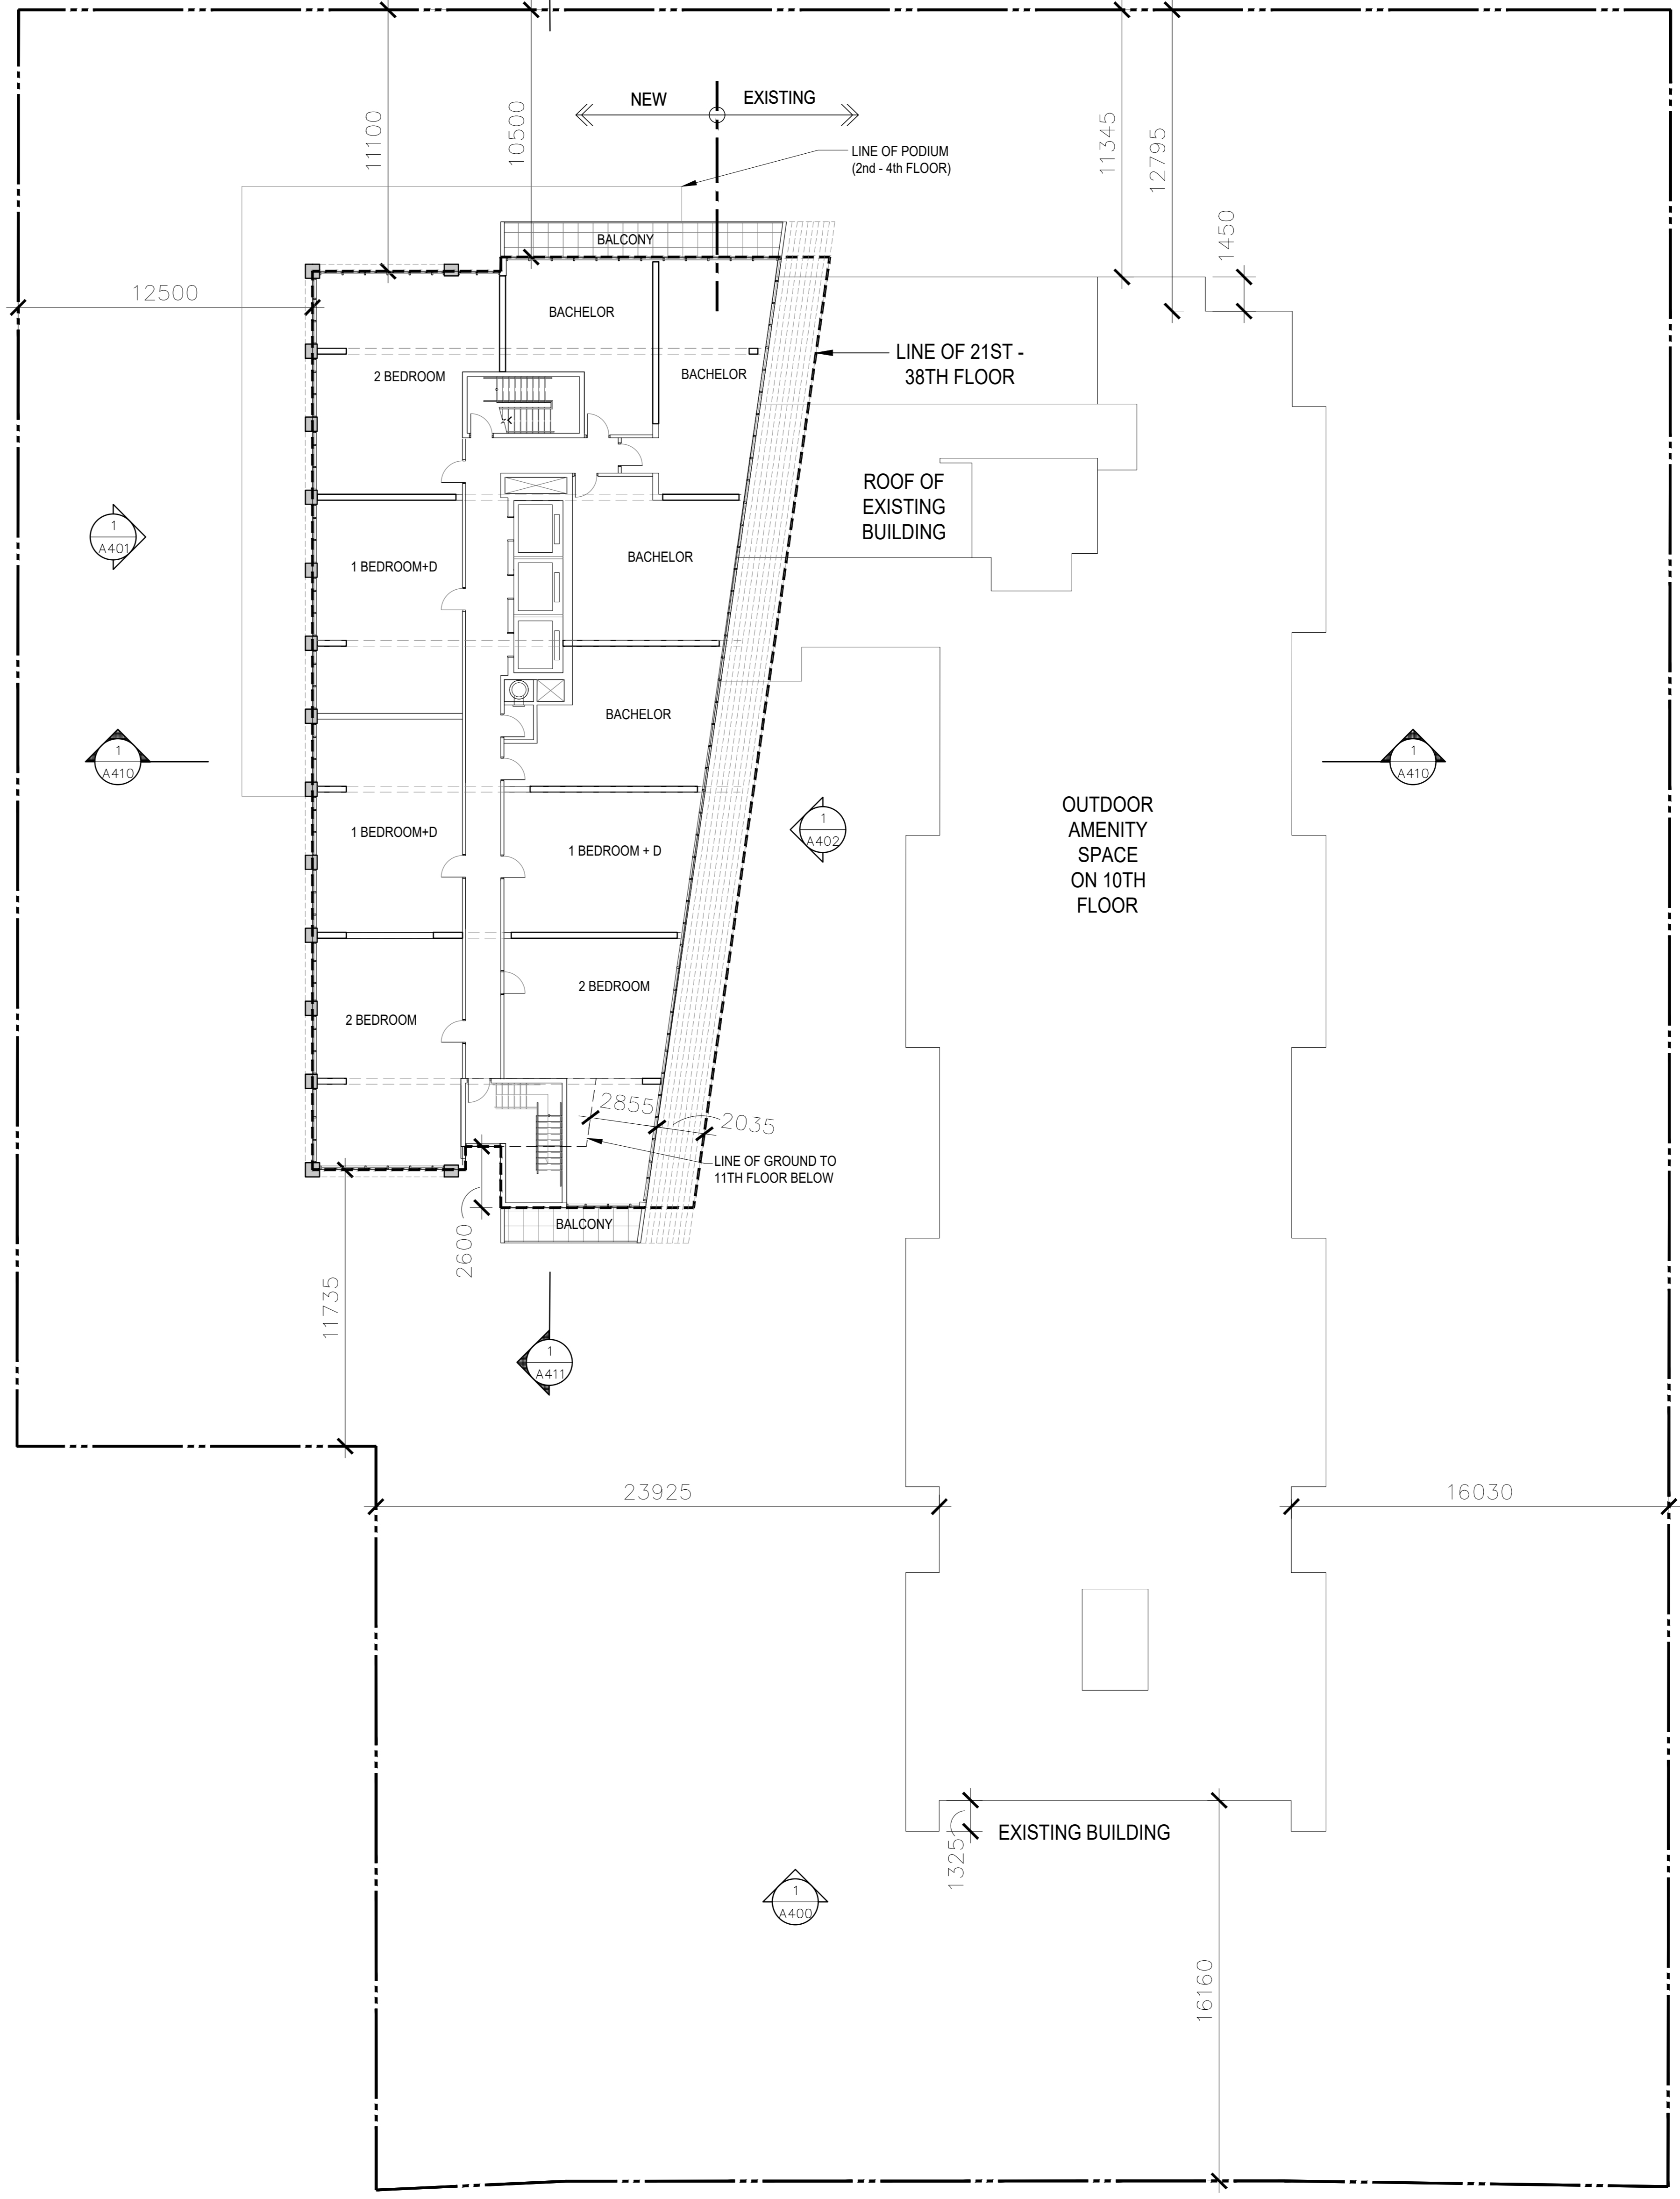 11100
10500
NEW
EXISTING
11345
12795
LINE OF PODIUM
(2nd - 4th FLOOR)
1450
BALCONY
12500
BACHELOR
2 BEDROOM
BACHELOR
LINE OF 21ST -
38TH FLOOR
ROOF OF
EXISTING
BUILDING
1
A401
1 BEDROOM+D
BACHELOR
BACHELOR
1
A410
1
A410
1 BEDROOM+D
1 BEDROOM + D
1
A402
OUTDOOR
AMENITY
SPACE
ON 10TH
FLOOR
2 BEDROOM
2 BEDROOM
2855
2035
LINE OF GROUND TO
11TH FLOOR BELOW
BALCONY
2600
11735
1
A411
23925
16030
1325
EXISTING BUILDING
1
A400
16160